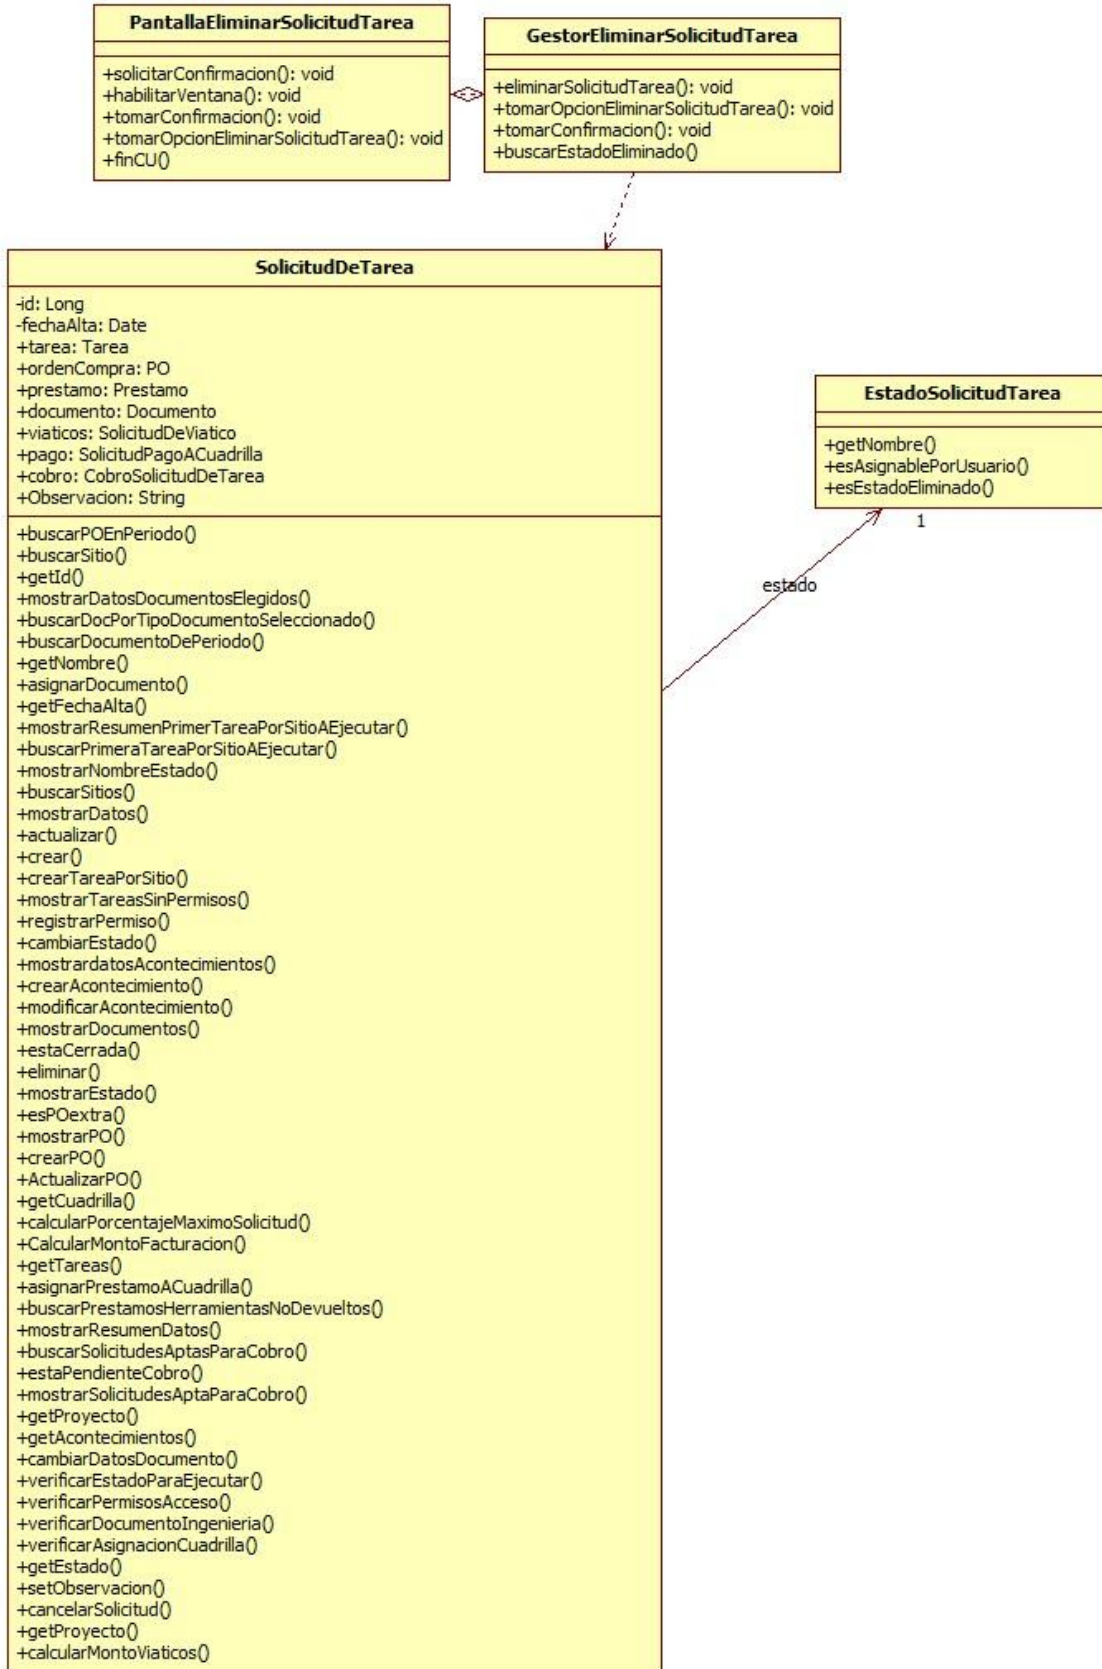 PantallaEliminarSolicitudTarea
+solicitarConfirmacion(): void
+habilitarVentana(): void
+tomarConfirmacion(): void
+tomarOpcionEliminarSolicitudTarea(): void
+finCU()
GestorEliminarSolicitudTarea
+eliminarSolicitudTarea(): void
+tomarOpcionEliminarSolicitudTarea(): void
+tomarConfirmacion(): void
+buscarEstadoEliminado()
SolicitudDeTarea
-id: Long
-fechaAlta: Date
+tarea: Tarea
+ordenCompra: PO
+prestamo: Prestamo
+documento: Documento
+viaticos: SolicitudDeViatico
+pago: SolicitudPagoACuadrilla
+cobro: CobroSolicitudDeTarea
+Observacion: String
+buscarPOEnPeriodo()
+buscarSitio()
+getId()
+mostrarDatosDocumentosElegidos()
+buscarDocPorTipoDocumentoSeleccionado()
+buscarDocumentoDePeriodo()
+getNombre()
+asignarDocumento()
+getFechaAlta()
+mostrarResumenPrimerTareaPorSitioAEjecutar()
+buscarPrimeraTareaPorSitioAEjecutar()
+mostrarNombreEstado()
+buscarSitios()
+mostrarDatos()
+actualizar()
+crear()
+crearTareaPorSitio()
+mostrarTareasSinPermisos()
+registrarPermiso()
+cambiarEstado()
+mostrardatosAcontecimientos()
+crearAcontecimiento()
+modificarAcontecimiento()
+mostrarDocumentos()
+estaCerrada()
+eliminar()
+mostrarEstado()
+esPOextra()
+mostrarPO()
+crearPO()
+ActualizarPO()
+getCuadrilla()
+calcularPorcentajeMaximoSolicitud()
+CalcularMontoFacturacion()
+getTareas()
+asignarPrestamoACuadrilla()
+buscarPrestamosHerramientasNoDevueltos()
+mostrarResumenDatos()
+buscarSolicitudesAptasParaCobro()
+estaPendienteCobro()
+mostrarSolicitudesAptaParaCobro()
+getProyecto()
+getAcontecimientos()
+cambiarDatosDocumento()
+verificarEstadoParaEjecutar()
+verificarPermisosAcceso()
+verificarDocumentoIngenieria()
+verificarAsignacionCuadrilla()
+getEstado()
+setObservacion()
+cancelarSolicitud()
+getProyecto()
+calcularMontoViaticos()
EstadoSolicitudTarea
+getNombre()
+esAsignablePorUsuario()
+esEstadoEliminado()
1
estado